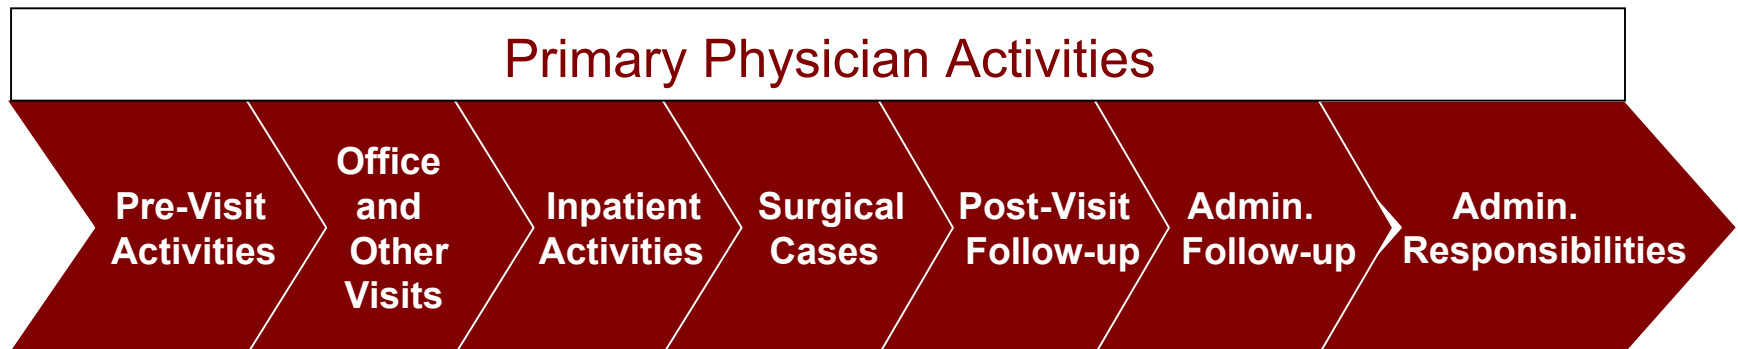 Primary Physician Activities
Pre-Visit
Activities
Office
and
Other
Visits
Inpatient
Activities
Surgical
Cases
Post-Visit
Follow-up
Admin.
Follow-up
Admin.
Responsibilities